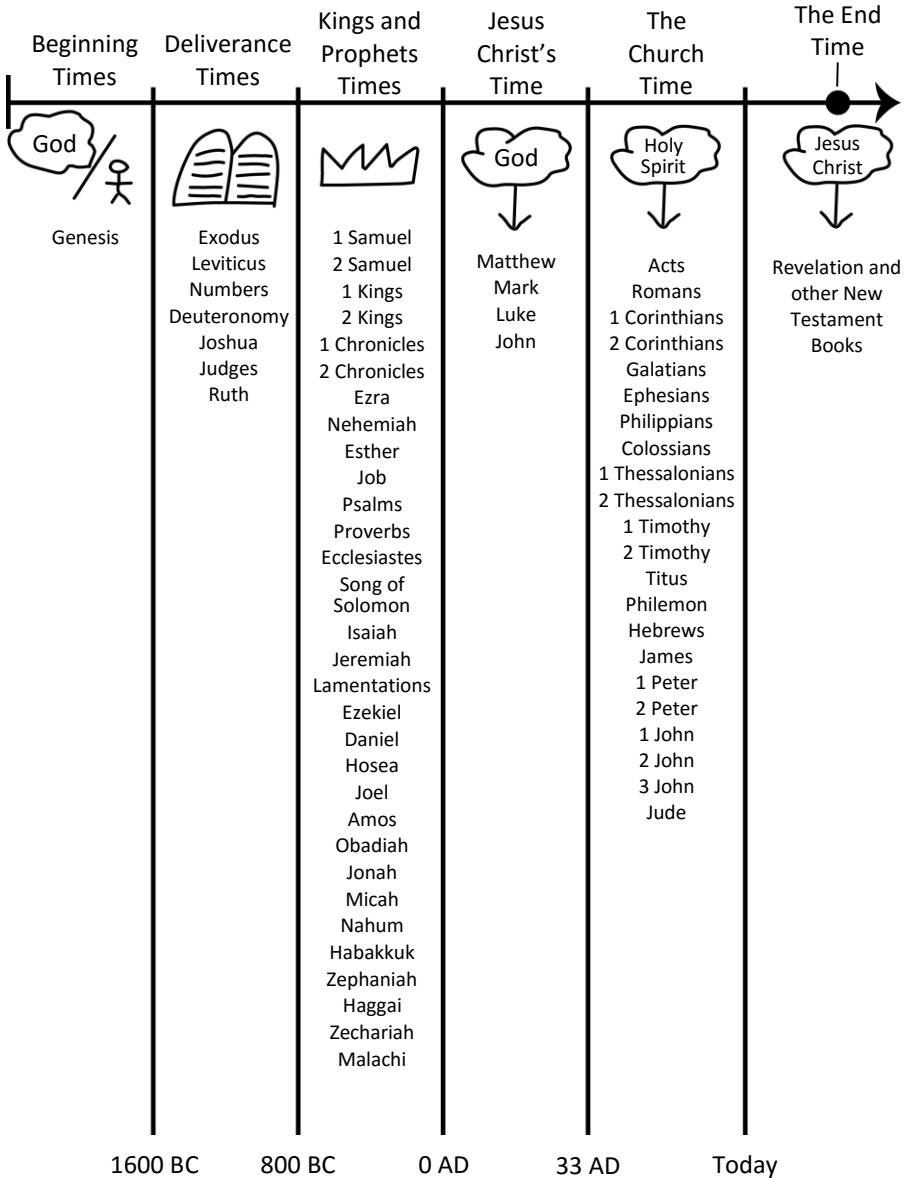 Beginning
Times
Deliverance
Times
Kings and
Prophets
Times
Jesus
Christ's
Time
The
Church
Time
The End
Time
God
God
Holy
Spirit
Jesus
Christ
Genesis
Exodus
Leviticus
Numbers
Deuteronomy
Joshua
Judges
Ruth
1 Samuel
2 Samuel
1 Kings
2 Kings
1 Chronicles
2 Chronicles
Ezra
Nehemiah
Esther
Job
Psalms
Proverbs
Ecclesiastes
Song of
Solomon
Isaiah
Jeremiah
Lamentations
Ezekiel
Daniel
Hosea
Joel
Amos
Obadiah
Jonah
Micah
Nahum
Habakkuk
Zephaniah
Haggai
Zechariah
Malachi
Matthew
Mark
Luke
John
Acts
Romans
1 Corinthians
2 Corinthians
Galatians
Ephesians
Philippians
Colossians
1 Thessalonians
2 Thessalonians
1 Timothy
2 Timothy
Titus
Philemon
Hebrews
James
1 Peter
2 Peter
1 John
2 John
3 John
Jude
Revelation and
other New
Testament
Books
1600 BC
800 BC
0 AD
33 AD
Today